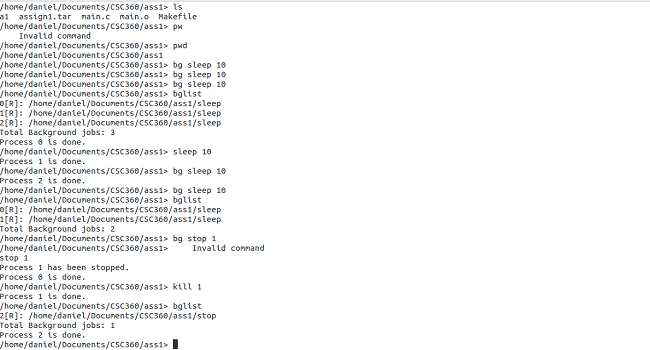 /home/daniel/Documents/CSC360/ass1> ls
a1  assign1.tar  main.c  main.o  Makefile
/home/daniel/Documents/CSC360/ass1> pw
    Invalid command
/home/daniel/Documents/CSC360/ass1> pwd
/home/daniel/Documents/CSC360/ass1
/home/daniel/Documents/CSC360/ass1> bg sleep 10
/home/daniel/Documents/CSC360/ass1> bg sleep 10
/home/daniel/Documents/CSC360/ass1> bg sleep 10
/home/daniel/Documents/CSC360/ass1> bglist
0[R]: /home/daniel/Documents/CSC360/ass1/sleep
1[R]: /home/daniel/Documents/CSC360/ass1/sleep
2[R]: /home/daniel/Documents/CSC360/ass1/sleep
Total Background jobs: 3
Process 0 is done.
/home/daniel/Documents/CSC360/ass1> sleep 10
Process 1 is done.
/home/daniel/Documents/CSC360/ass1> bg sleep 10
Process 2 is done.
/home/daniel/Documents/CSC360/ass1> bg sleep 10
/home/daniel/Documents/CSC360/ass1> bglist
0[R]: /home/daniel/Documents/CSC360/ass1/sleep
1[R]: /home/daniel/Documents/CSC360/ass1/sleep
Total Background jobs: 2
/home/daniel/Documents/CSC360/ass1> bg stop 1
/home/daniel/Documents/CSC360/ass1>     Invalid command
stop 1
Process 1 has been stopped.
Process 0 is done.
/home/daniel/Documents/CSC360/ass1> kill 1
Process 1 is done.
/home/daniel/Documents/CSC360/ass1> bglist
2[R]: /home/daniel/Documents/CSC360/ass1/stop
Total Background jobs: 1
Process 2 is done.
/home/daniel/Documents/CSC360/ass1>